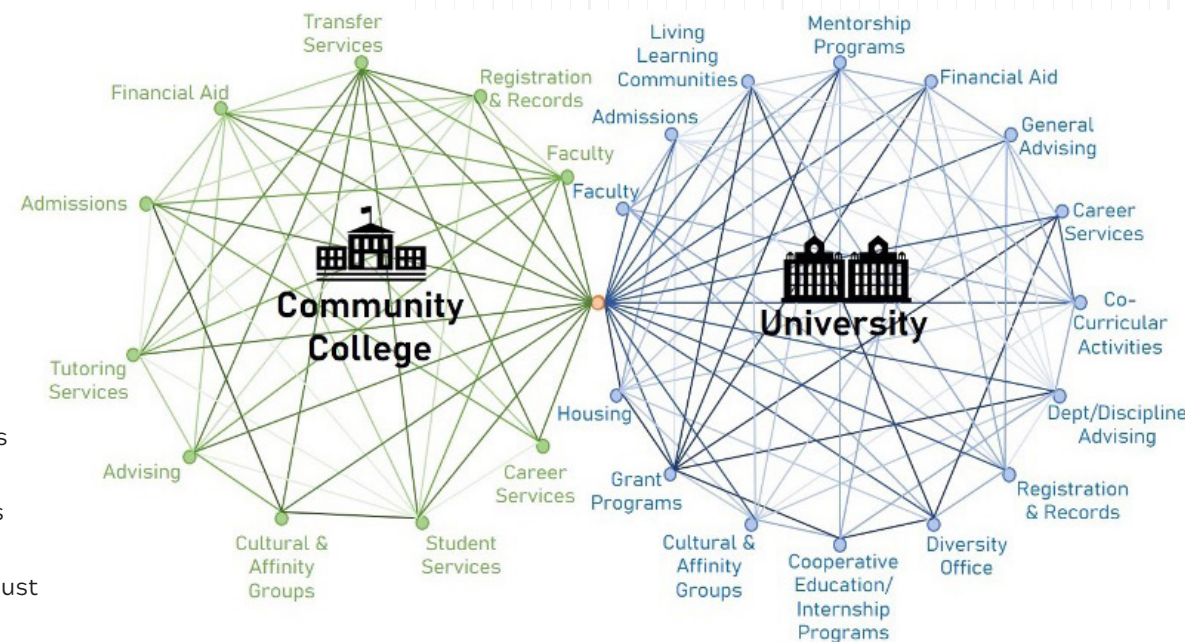 Transfer
Services
Registration
& Records
Financial Aid
Faculty
Admissions
Community
College
Tutoring
Services
Advising
Career
Services
Cultural &
Affinity
Groups
Student
Services
Living
Learning
Communities
Mentorship
Programs
Financial Aid
Admissions
General
Advising
Faculty
Career
Services
University
Co-
Curricular
Activities
Housing
Dept/Discipline
Advising
Grant
Programs
Registration
& Records
Cultural &
Affinity
Groups
Cooperative
Education/
Internship
Programs
Diversity
Office